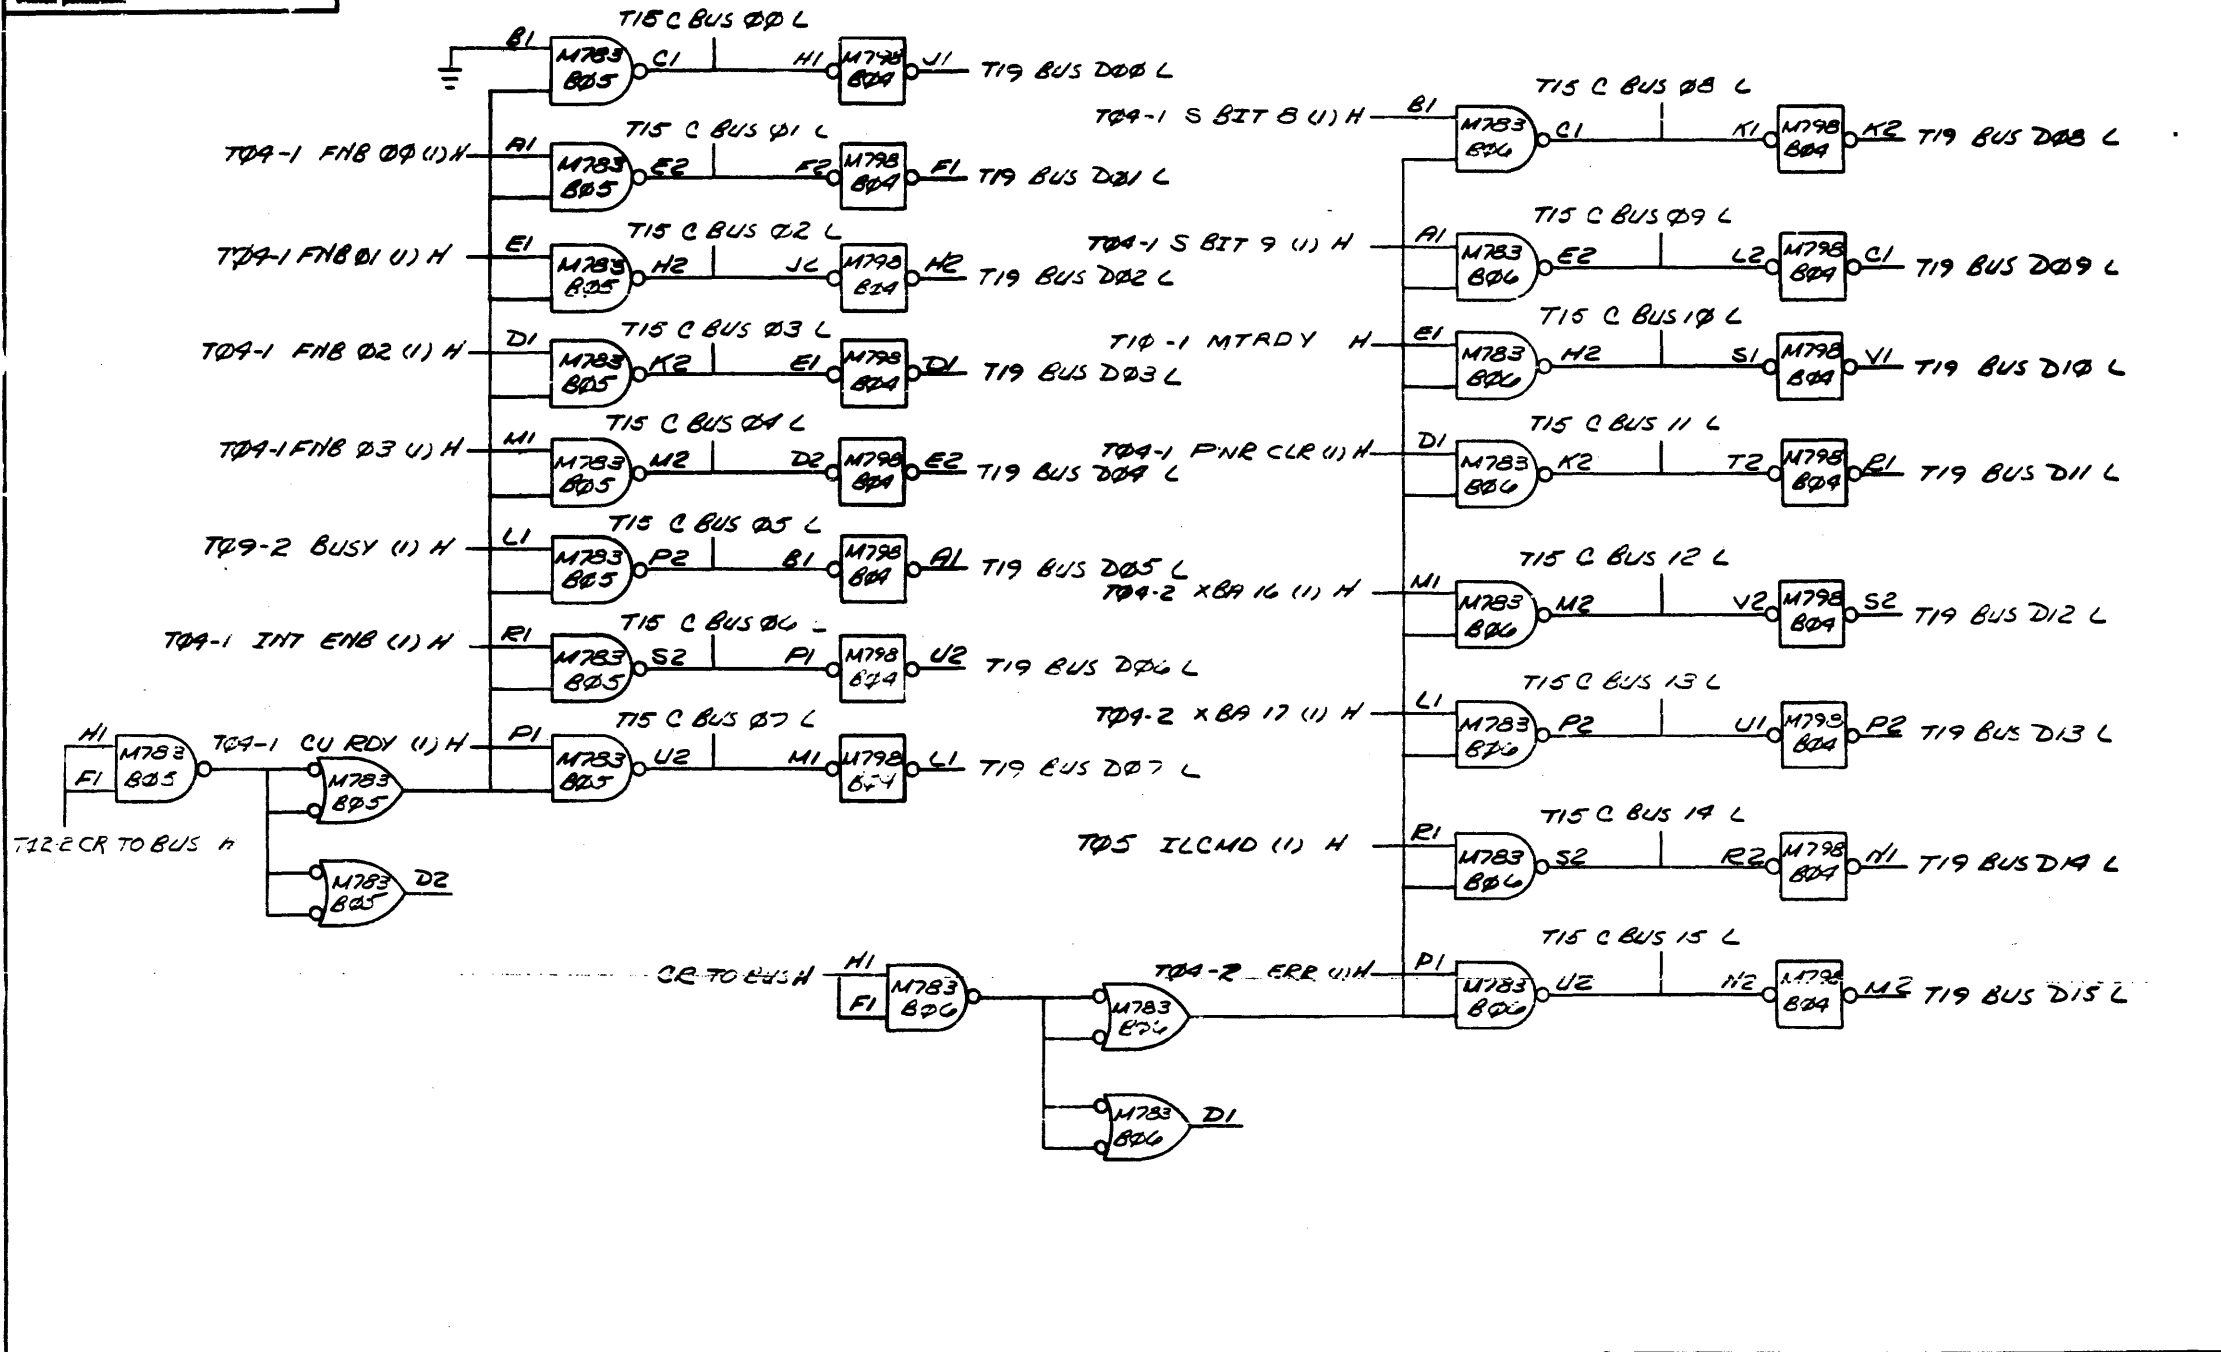 T15 C BUS ØØ L
B1 M783 BØ5 C1 H1 M798 BØ4 J1 T19 BUS DØØ L
T15 C BUS Ø1 L
TØ4-1 FNB ØØ (1) H A1 M783 BØ5 E2 F2 M798 BØ4 F1 T19 BUS DØ1 L
T15 C BUS Ø2 L
TØ4-1 FNB Ø1 (1) H E1 M783 BØ5 H2 M798 BØ4 H2 T19 BUS DØ2 L
T15 C BUS Ø3 L
TØ4-1 FNB Ø2 (1) H D1 M783 BØ5 K2 E1 M798 BØ4 D1 T19 BUS DØ3 L
T15 C BUS Ø4 L
TØ4-1 FNB Ø3 (1) H M1 M783 BØ5 M2 D2 M798 BØ4 E2 T19 BUS DØ4 L
T15 C BUS Ø5 L
TØ9-2 BUSY (1) H L1 M783 BØ5 P2 B1 M798 BØ4 A1 T19 BUS DØ5 L
T15 C BUS Ø6
TØ4-1 INT ENB (1) H R1 M783 BØ5 S2 P1 M798 BØ4 U2 T19 BUS DØ6 L
T15 C BUS Ø7 L
TØ4-1 CU RDY (1) H P1 M783 BØ5 U2 M1 M798 BØ4 L1 T19 BUS DØ7 L
H1 F1 M783 BØ5
M783 BØ5
T12-2 CR TO BUS H
M783 BØ5 D2
T15 C BUS Ø8 L
TØ4-1 S BIT 8 (1) H B1 M783 BØ6 C1 K1 M798 BØ4 K2 T19 BUS DØ8 L
T15 C BUS Ø9 L
TØ4-1 S BIT 9 (1) H A1 M783 BØ6 E2 L2 M798 BØ4 C1 T19 BUS DØ9 L
T15 C BUS 1Ø L
T1Ø-1 MTRDY H E1 M783 BØ6 H2 S1 M798 BØ4 V1 T19 BUS D1Ø L
T15 C BUS 11 L
TØ4-1 PWR CLR (1) H D1 M783 BØ6 K2 T2 M798 BØ4 R1 T19 BUS D11 L
T15 C BUS 12 L
TØ4-2 XBA 16 (1) H M1 M783 BØ6 M2 V2 M798 BØ4 S2 T19 BUS D12 L
T15 C BUS 13 L
TØ4-2 XBA 17 (1) H L1 M783 BØ6 P2 U1 M798 BØ4 P2 T19 BUS D13 L
T15 C BUS 14 L
TØ5 ILCMD (1) H R1 M783 BØ6 S2 R2 M798 BØ4 N1 T19 BUS D14 L
T15 C BUS 15 L
TØ4-2 ERR (1) H P1 M783 BØ6 U2 N2 M798 BØ4 M2 T19 BUS D15 L
CR TO BUS H H1 F1 M783 BØ6
M783 BØ6
M783 BØ6 D1